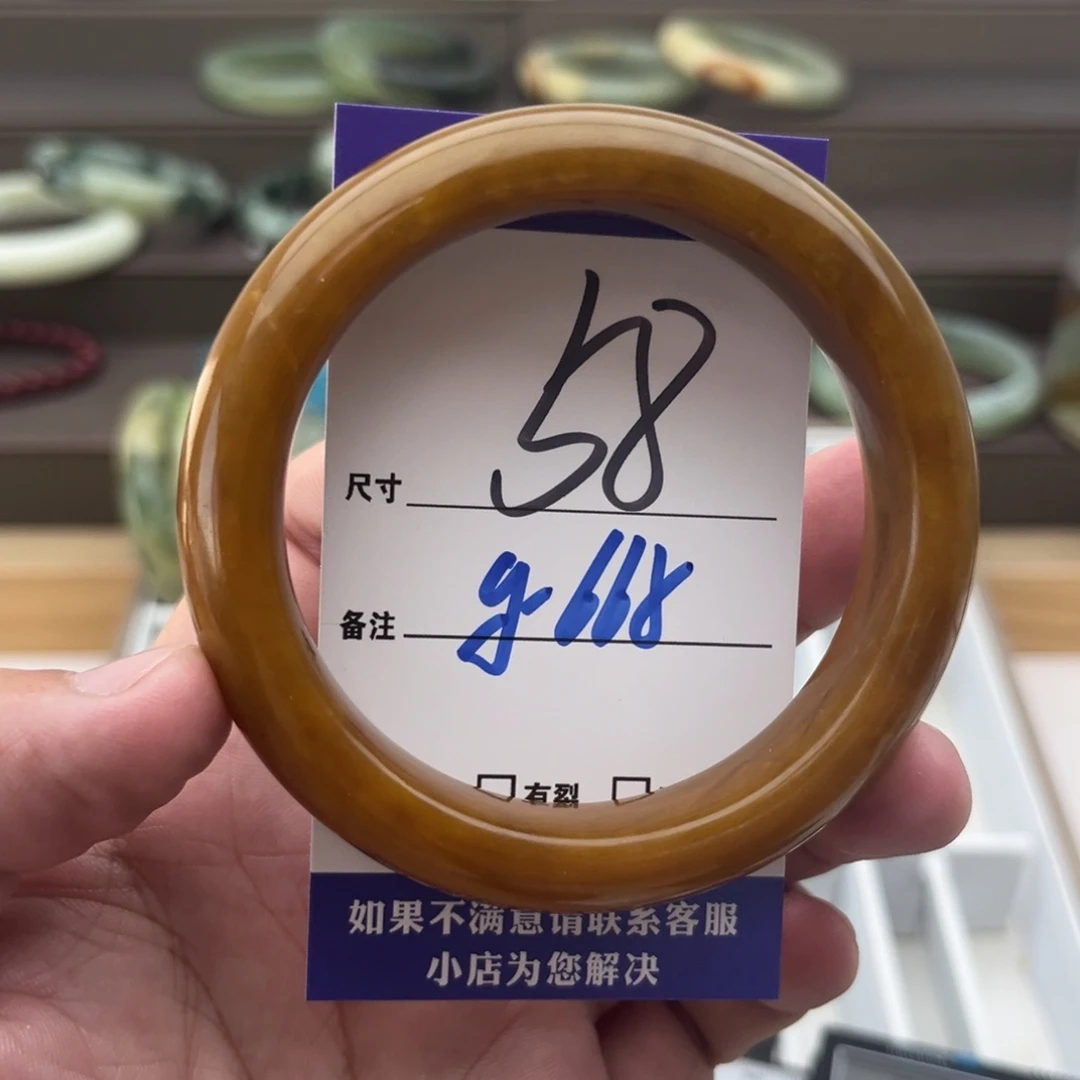 尺寸 58
备注 g 668
有裂
如果不满意请联系客服
小店为您解决